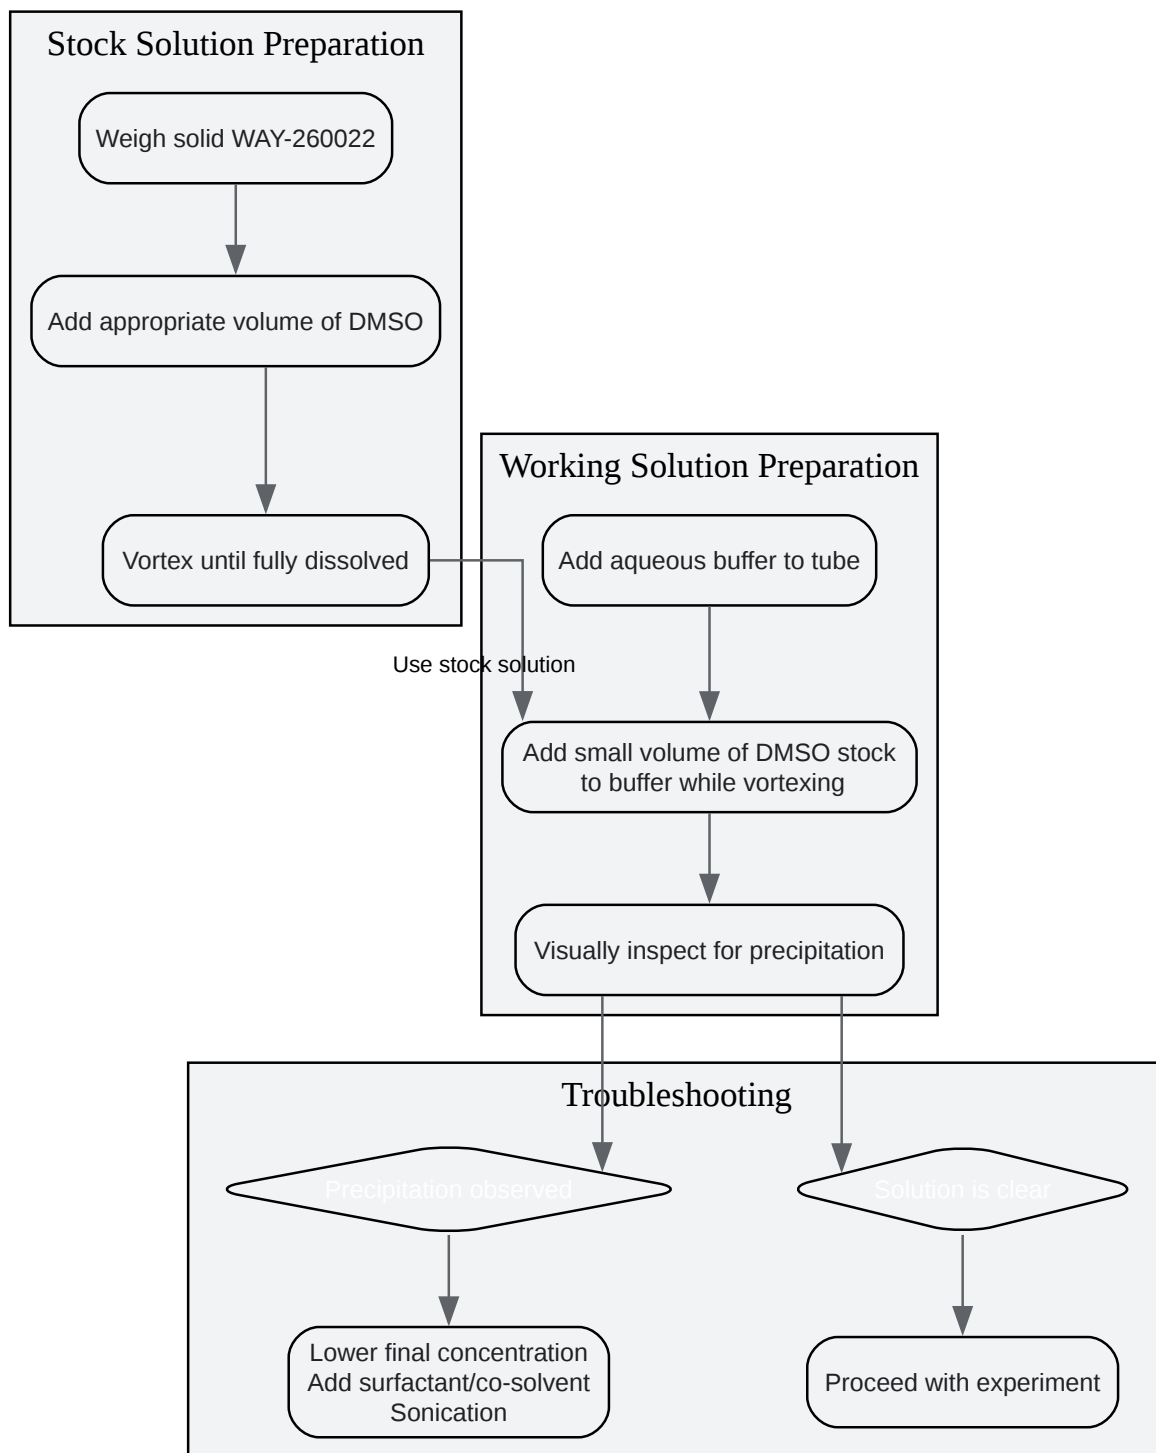 Stock Solution Preparation
Weigh solid WAY-260022
Add appropriate volume of DMSO
Vortex until fully dissolved
Use stock solution
Working Solution Preparation
Add aqueous buffer to tube
Add small volume of DMSO stock
to buffer while vortexing
Visually inspect for precipitation
Troubleshooting
Precipitation observed
Solution is clear
Lower final concentration
Add surfactant/co-solvent
Sonication
Proceed with experiment